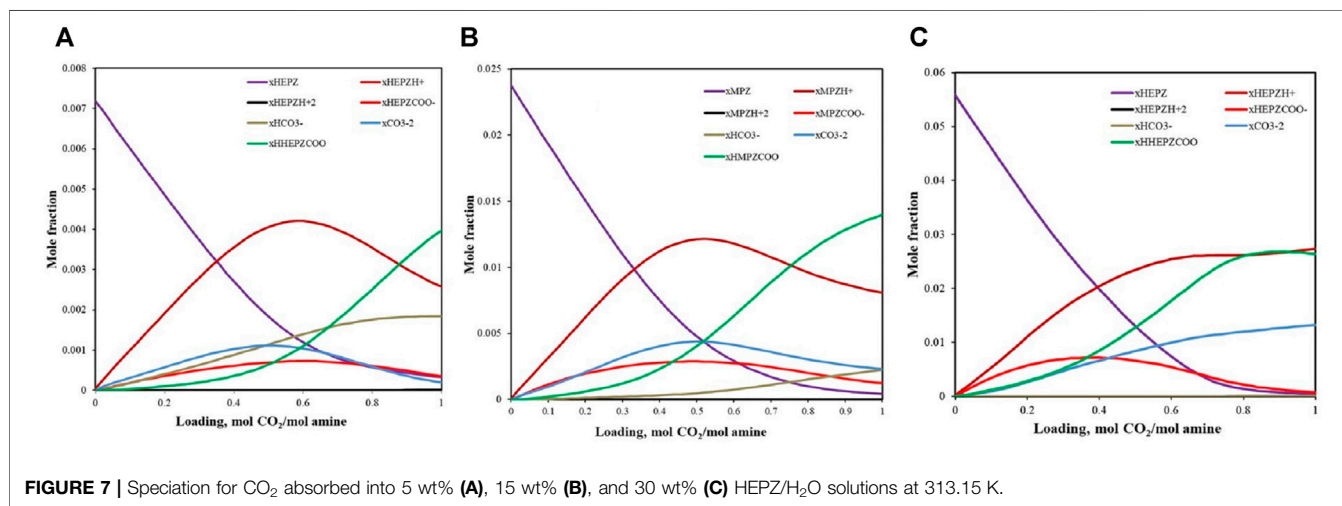 A
0.008
0.007
0.006
0.005
0.004
0.003
0.002
0.001
0
Mole fraction
xHEPZ xHEPZH+
xHEPZH+2 xHEPZCOO-
xHCO3- xCO3-2
xHHEPZCOO
0 0.2 0.4 0.6 0.8 1
Loading, mol CO₂/mol amine
B
0.025
0.02
0.015
0.01
0.005
0
Mole fraction
xMPZ xMPZH+
xMPZH+2 xMPZCOO-
xHCO3- xCO3-2
xHMPZCOO
0 0.1 0.2 0.3 0.4 0.5 0.6 0.7 0.8 0.9 1
Loading, mol CO₂/mol amine
C
0.06
0.05
0.04
0.03
0.02
0.01
0
Mole fraction
xHEPZ xHEPZH+
xHEPZH+2 xHEPZCOO-
xHCO3- xCO3-2
xHHEPZCOO
0 0.2 0.4 0.6 0.8 1
Loading, mol CO₂/mol amine
FIGURE 7 | Speciation for CO₂ absorbed into 5 wt% (A), 15 wt% (B), and 30 wt% (C) HEPZ/H₂O solutions at 313.15 K.